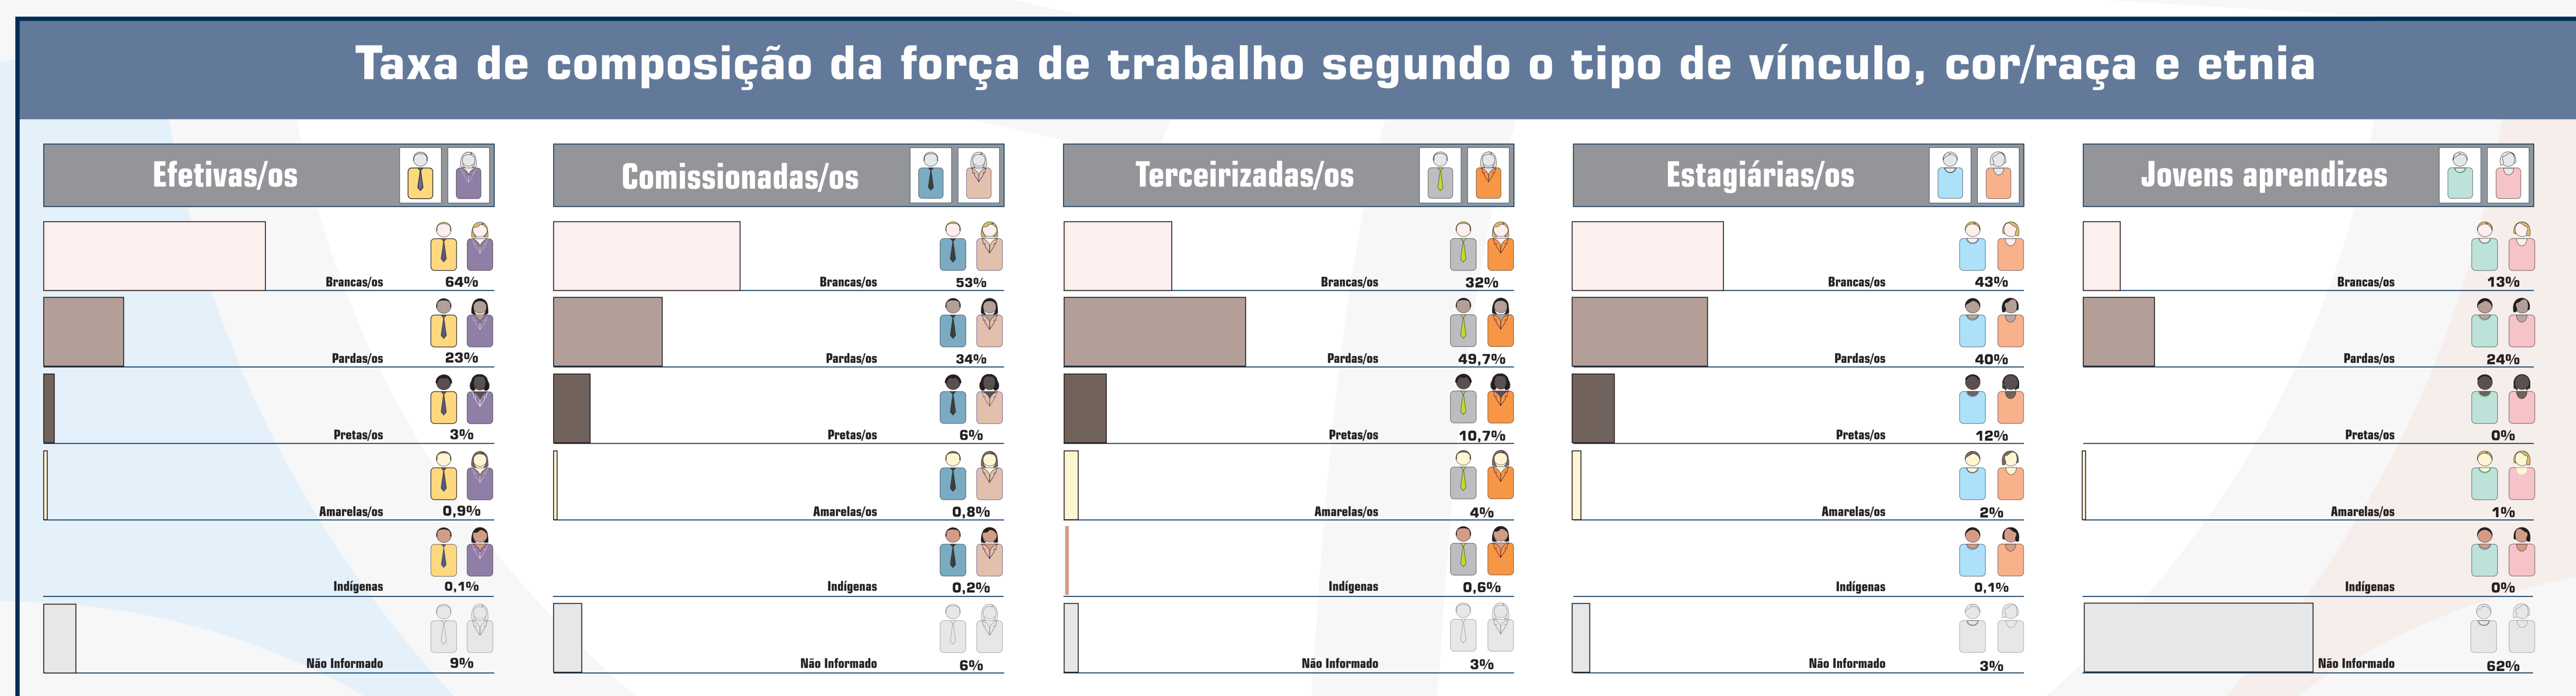 Taxa de composição da força de trabalho segundo o tipo de vínculo, cor/raça e etnia
Efetivas/os
Brancas/os 64%
Pardas/os 23%
Pretas/os 3%
Amarelas/os 0,9%
Indígenas 0,1%
Não Informado 9%
Comissionadas/os
Brancas/os 53%
Pardas/os 34%
Pretas/os 6%
Amarelas/os 0,8%
Indígenas 0,2%
Não Informado 6%
Terceirizadas/os
Brancas/os 32%
Pardas/os 49,7%
Pretas/os 10,7%
Amarelas/os 4%
Indígenas 0,6%
Não Informado 3%
Estagiárias/os
Brancas/os 43%
Pardas/os 40%
Pretas/os 12%
Amarelas/os 2%
Indígenas 0,1%
Não Informado 3%
Jovens aprendizes
Brancas/os 13%
Pardas/os 24%
Pretas/os 0%
Amarelas/os 1%
Indígenas 0%
Não Informado 62%